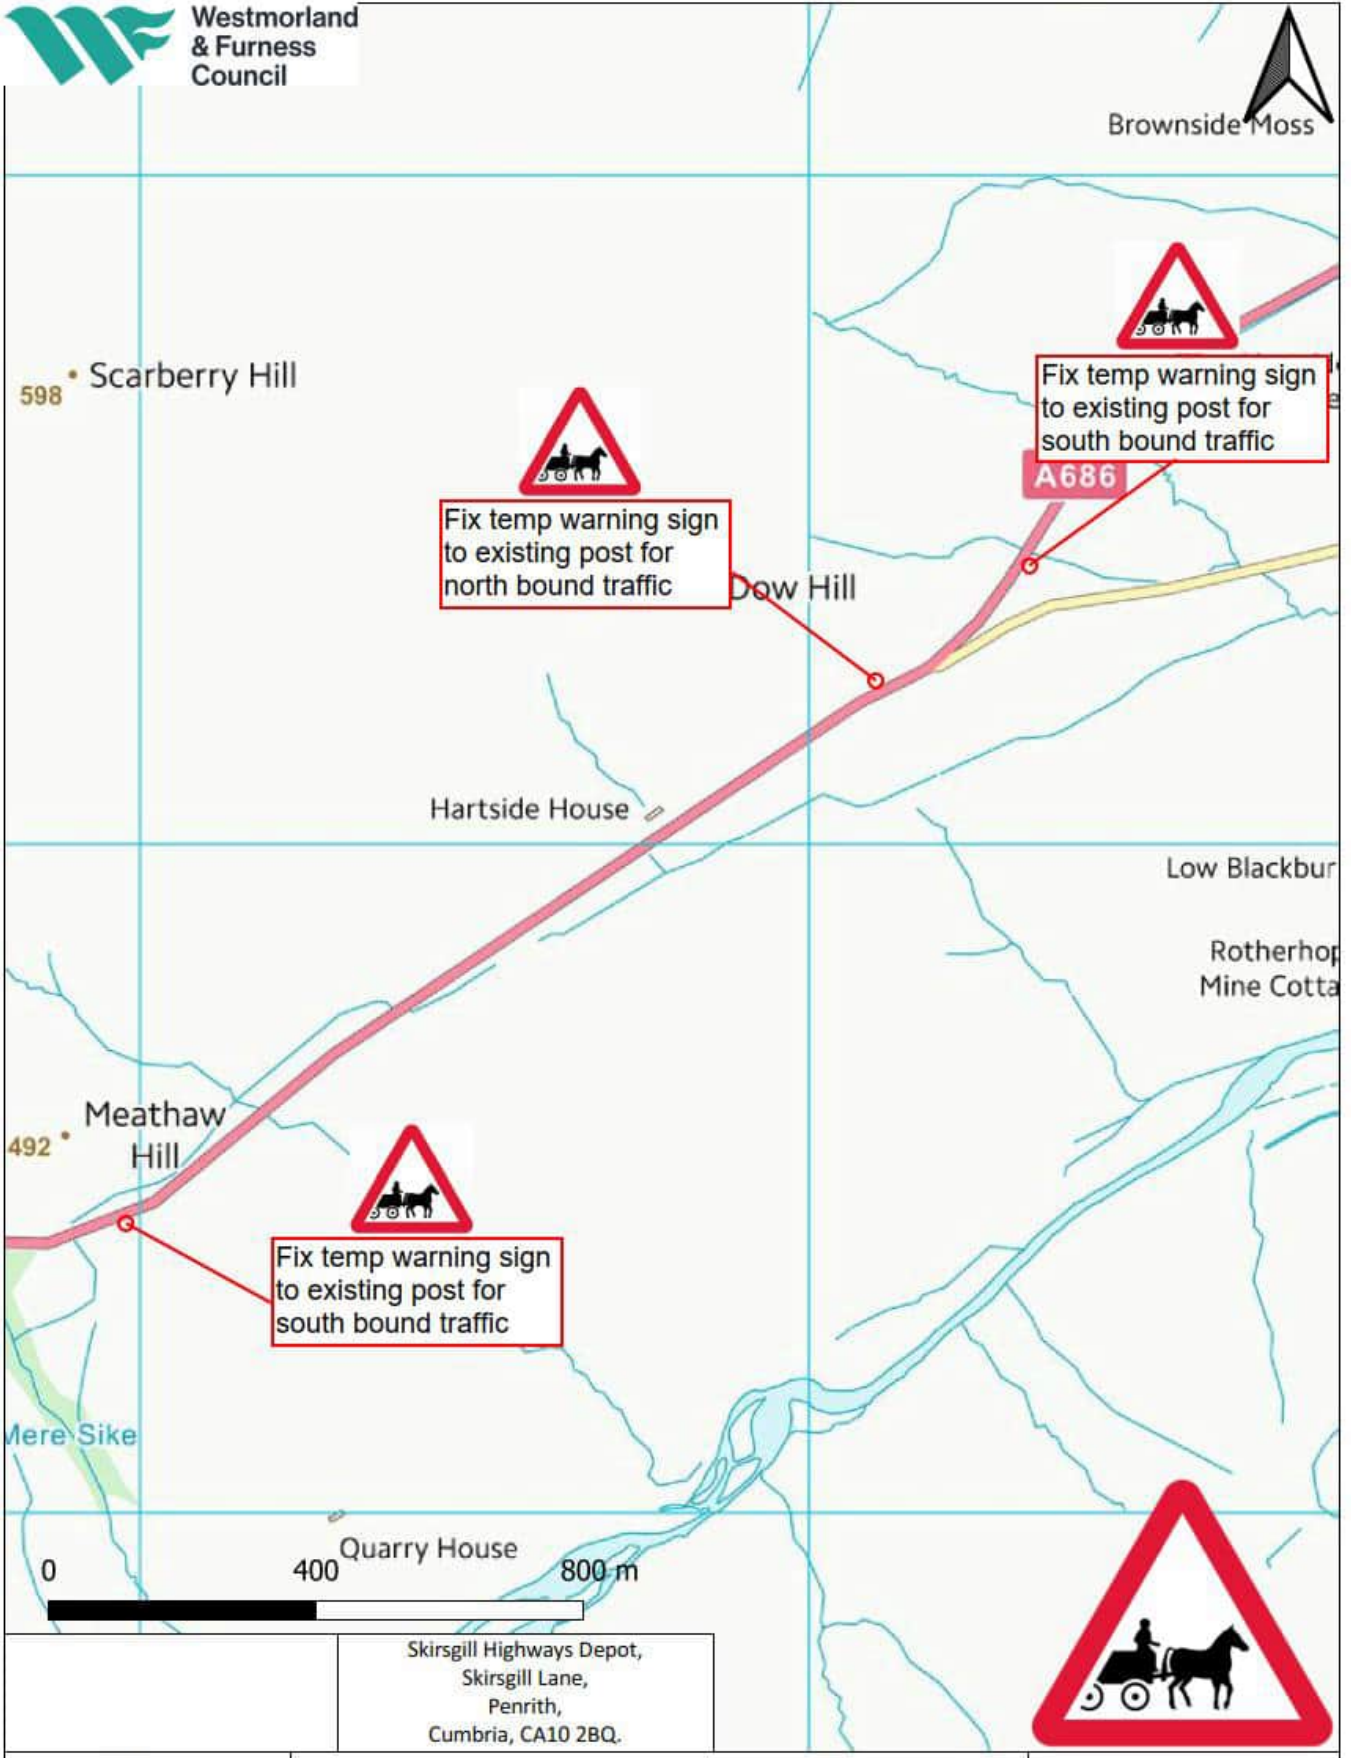 Westmorland
& Furness
Council
Brownside Moss
598
Scarberry Hill
Fix temp warning sign
to existing post for
south bound traffic
A686
Fix temp warning sign
to existing post for
north bound traffic
Dow Hill
Hartside House
Low Blackbur
Rotherhop
Mine Cotta
Meathaw
Hill
492
Fix temp warning sign
to existing post for
south bound traffic
Mere Sike
Quarry House
0 400 800 m
Skirsgill Highways Depot,
Skirsgill Lane,
Penrith,
Cumbria, CA10 2BQ.